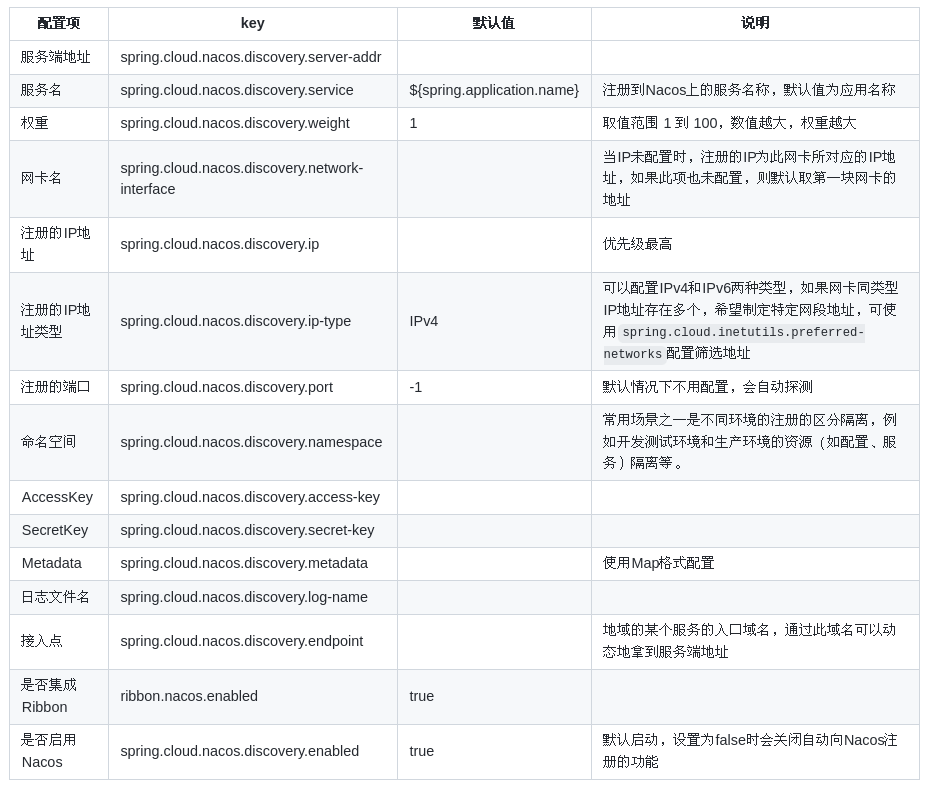 配置项 key 默认值 说明
服务端地址 spring.cloud.nacos.discovery.server-addr
服务名 spring.cloud.nacos.discovery.service ${spring.application.name} 注册到Nacos上的服务名称，默认值为应用名称
权重 spring.cloud.nacos.discovery.weight 1 取值范围 1 到 100，数值越大，权重越大
网卡名 spring.cloud.nacos.discovery.network-
interface
当IP未配置时，注册的IP为此网卡所对应的IP地
址，如果此项也未配置，则默认取第一块网卡的
地址
注册的IP地
址
spring.cloud.nacos.discovery.ip 优先级最高
注册的IP地
址类型
spring.cloud.nacos.discovery.ip-type IPv4
可以配置IPv4和IPv6两种类型，如果网卡同类型
IP地址存在多个，希望制定特定网段地址，可使
用 spring.cloud.inetutils.preferred-
networks 配置筛选地址
注册的端口 spring.cloud.nacos.discovery.port -1 默认情况下不用配置，会自动探测
命名空间 spring.cloud.nacos.discovery.namespace
常用场景之一是不同环境的注册的区分隔离，例
如开发测试环境和生产环境的资源（如配置、服
务）隔离等。
AccessKey spring.cloud.nacos.discovery.access-key
SecretKey spring.cloud.nacos.discovery.secret-key
Metadata spring.cloud.nacos.discovery.metadata 使用Map格式配置
日志文件名 spring.cloud.nacos.discovery.log-name
接入点 spring.cloud.nacos.discovery.endpoint
地域的某个服务的入口域名，通过此域名可以动
态地拿到服务端地址
是否集成
Ribbon
ribbon.nacos.enabled true
是否启用
Nacos
spring.cloud.nacos.discovery.enabled true
默认启动，设置为false时会关闭自动向Nacos注
册的功能